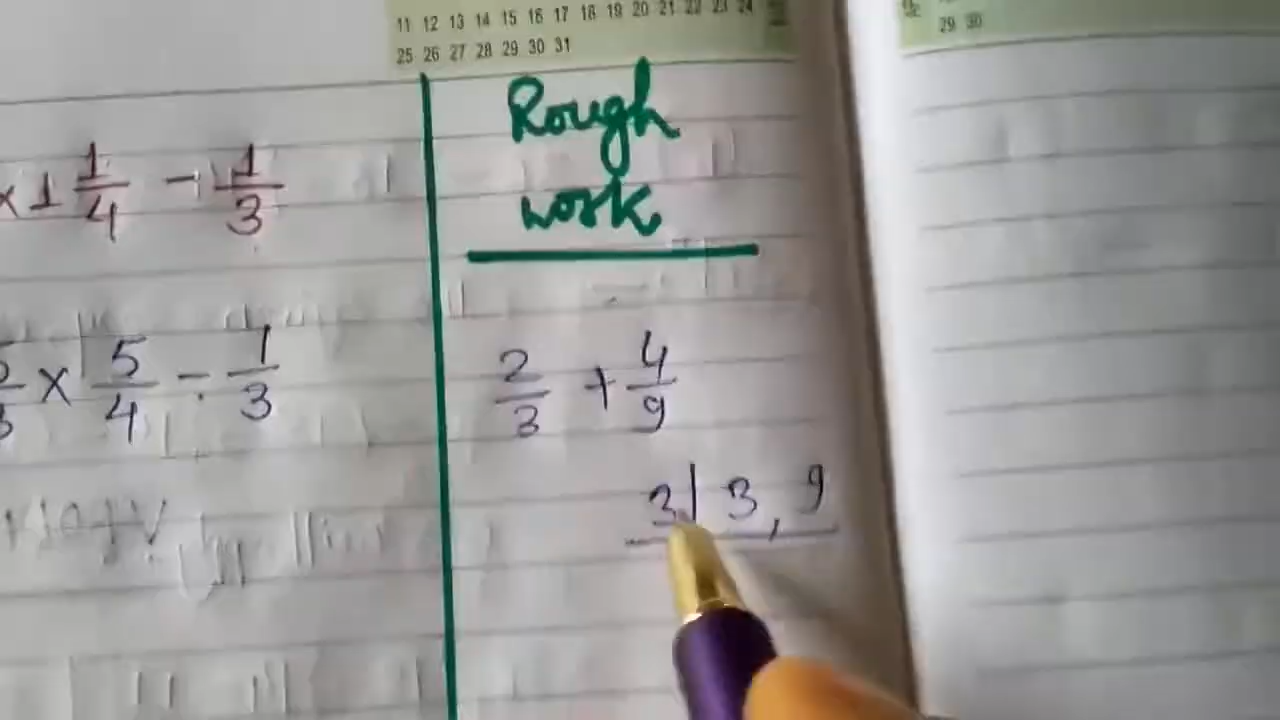 11 12 13 14 15 16 17 18 19 20 21 22 23 24
25 26 27 28 29 30 31
29 30
Rough
work
×1 1/4 - 1/3
× 5/4 - 1/3
2/3 + 4/9
3| 3, 9